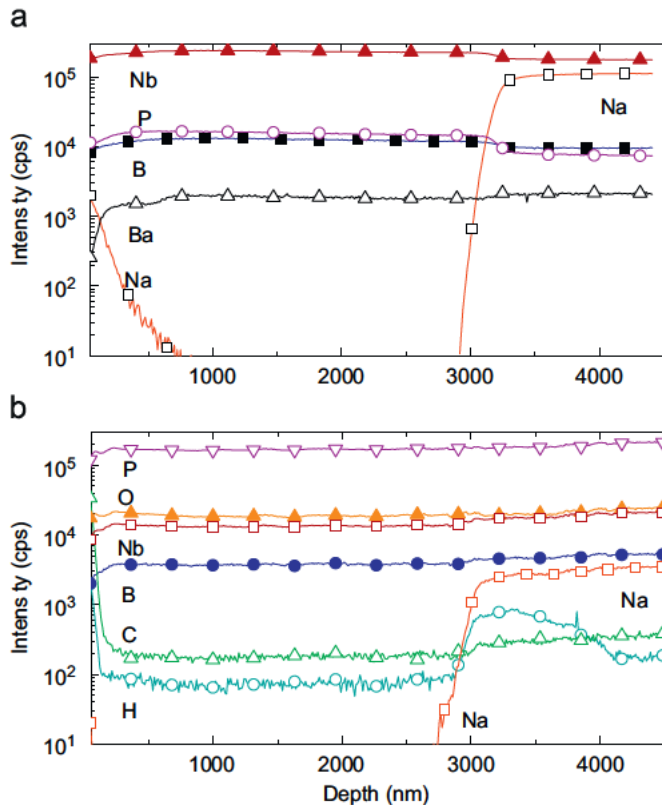 a
10⁵
Nb
Na
P
10⁴
B
10³
Ba
10²
Na
10¹
1000 2000 3000 4000
Intensity (cps)
b
10⁵
P
O
10⁴
Nb
10³
B
Na
C
10²
H
Na
10¹
1000 2000 3000 4000
Intensity (cps)
Depth (nm)